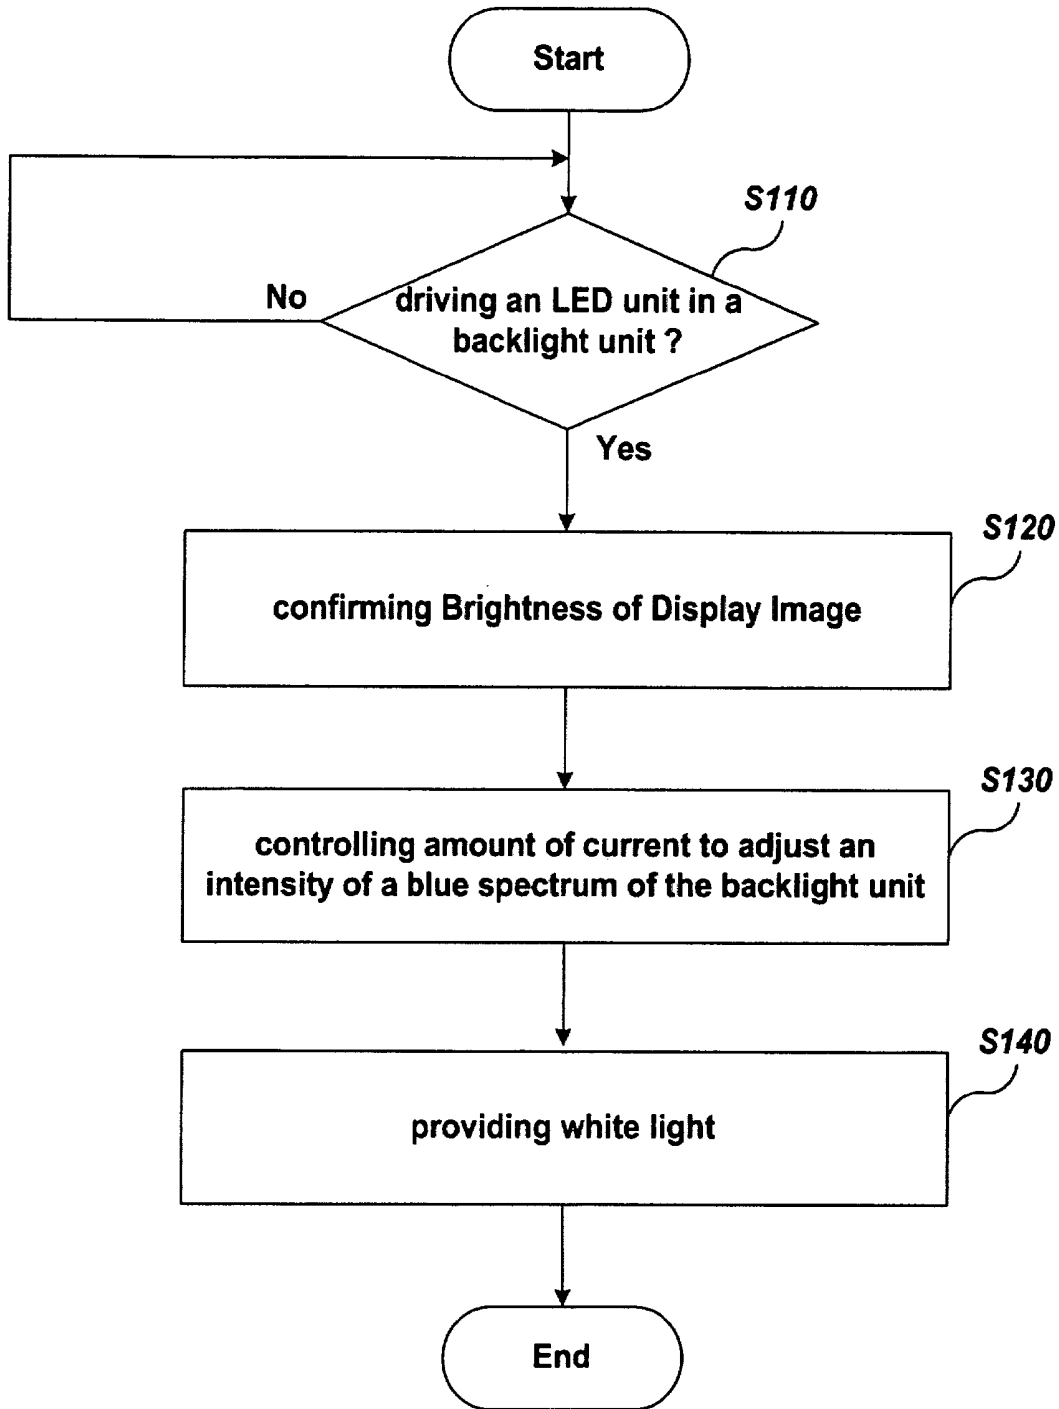 Start
S110
driving an LED unit in a
backlight unit ?
No
Yes
S120
confirming Brightness of Display Image
S130
controlling amount of current to adjust an
intensity of a blue spectrum of the backlight unit
S140
providing white light
End